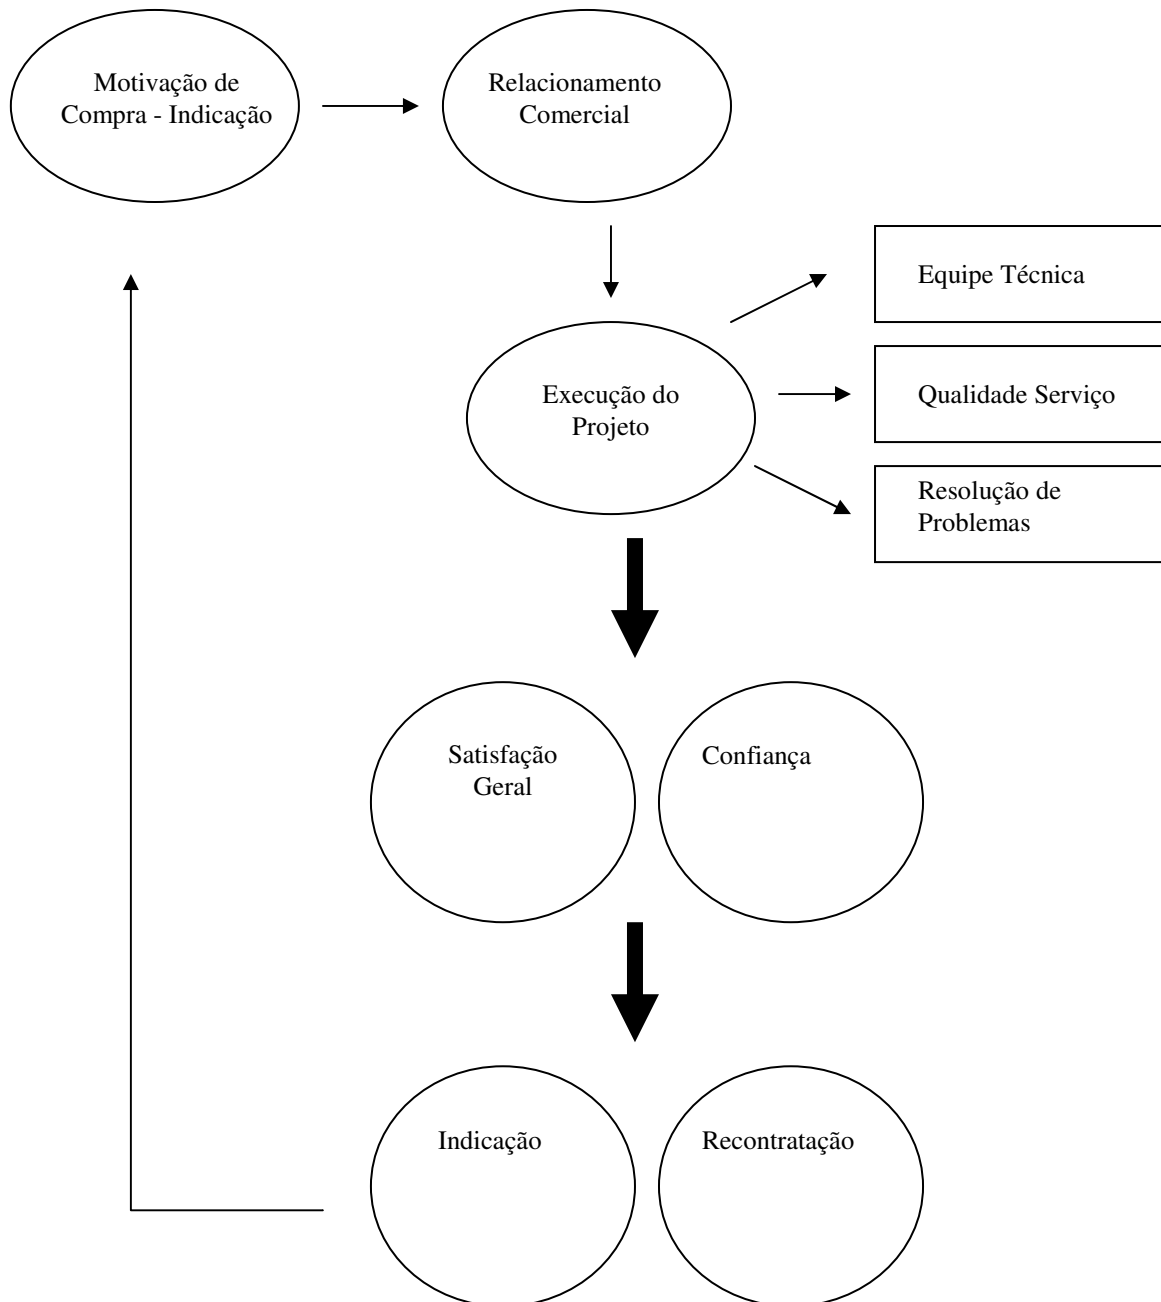 Motivação de
Compra - Indicação
Relacionamento
Comercial
Equipe Técnica
Execução do
Projeto
Qualidade Serviço
Resolução de
Problemas
Satisfação
Geral
Confiança
Indicação
Recontratação